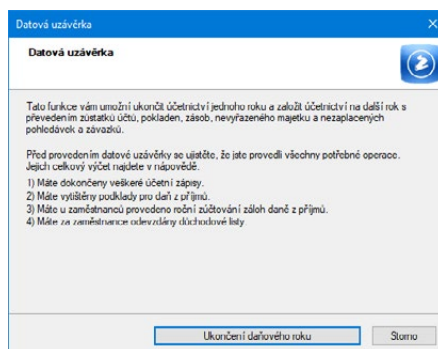 Datová uzávěrka
Datová uzávěrka
2
Tato funkce vám umožní ukončit účetnictví jednoho roku a založit účetnictví na další rok s
převedením zůstatků účtů, pokladen, zásob, nevyřazeného majetku a nezaplacených
pohledávek a závazků.
Před provedením datové uzávěrky se ujistěte, že jste provedli všechny potřebné operace.
Jejich celkový výčet najdete v nápovědě.
1) Máte dokončeny veškeré účetní zápisy.
2) Máte vytištěny podklady pro daň z příjmů.
3) Máte u zaměstnanců provedeno roční zúčtování záloh daně z příjmů.
4) Máte za zaměstnance odevzdány důchodové listy.
Ukončení daňového roku
Storno